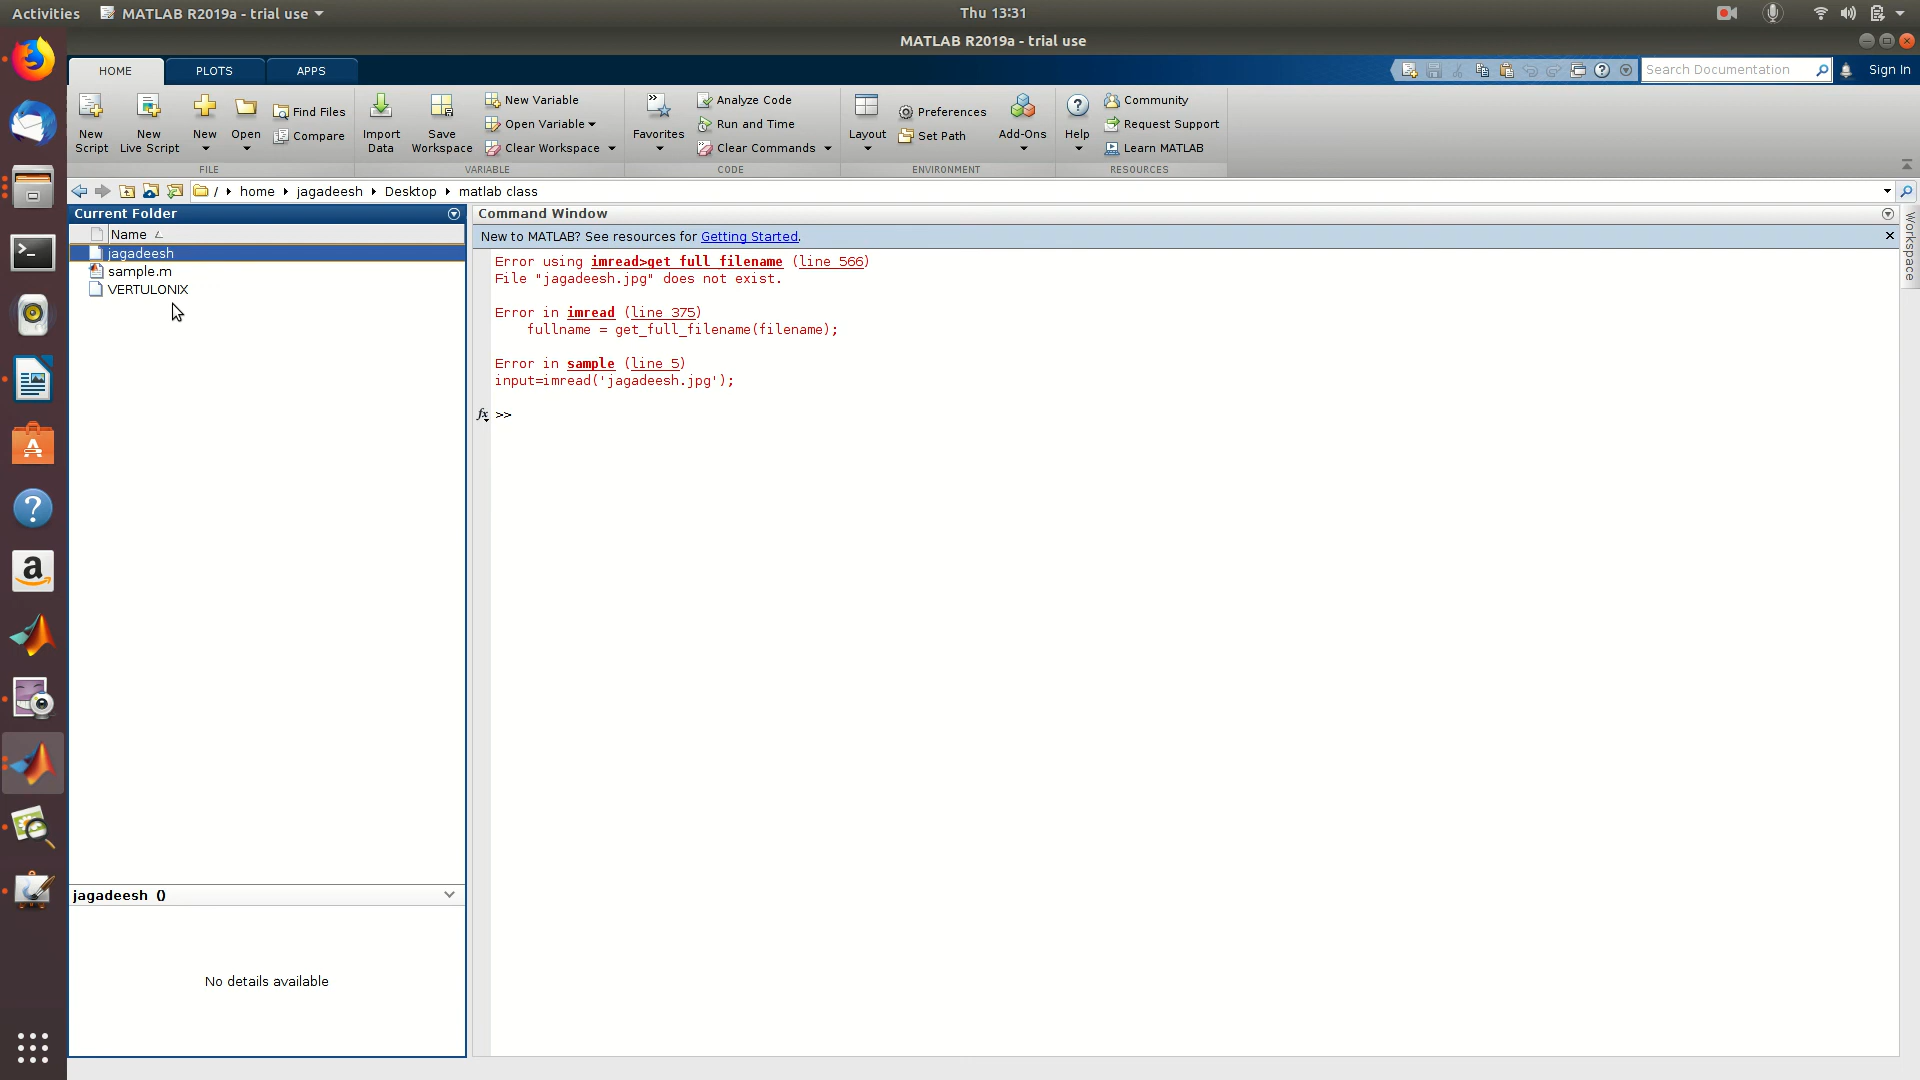 Activities MATLAB R2019a - trial use Thu 13:31
MATLAB R2019a - trial use
HOME PLOTS APPS Search Documentation Sign In
New Script
New Live Script
New
Open
Find Files
Compare
FILE
Import Data
Save Workspace
New Variable
Open Variable
Clear Workspace
VARIABLE
Favorites
Analyze Code
Run and Time
Clear Commands
CODE
Layout
Preferences
Set Path
Add-Ons
ENVIRONMENT
Help
Community
Request Support
Learn MATLAB
RESOURCES
/ home jagadeesh Desktop matlab class
Current Folder
Name
jagadeesh
sample.m
VERTULONIX
jagadeesh ()
No details available
Command Window
New to MATLAB? See resources for Getting Started.
Error using imread>get_full_filename (line 566)
File "jagadeesh.jpg" does not exist.
Error in imread (line 375)
fullname = get_full_filename(filename);
Error in sample (line 5)
input=imread('jagadeesh.jpg');
fx >>
Workspace